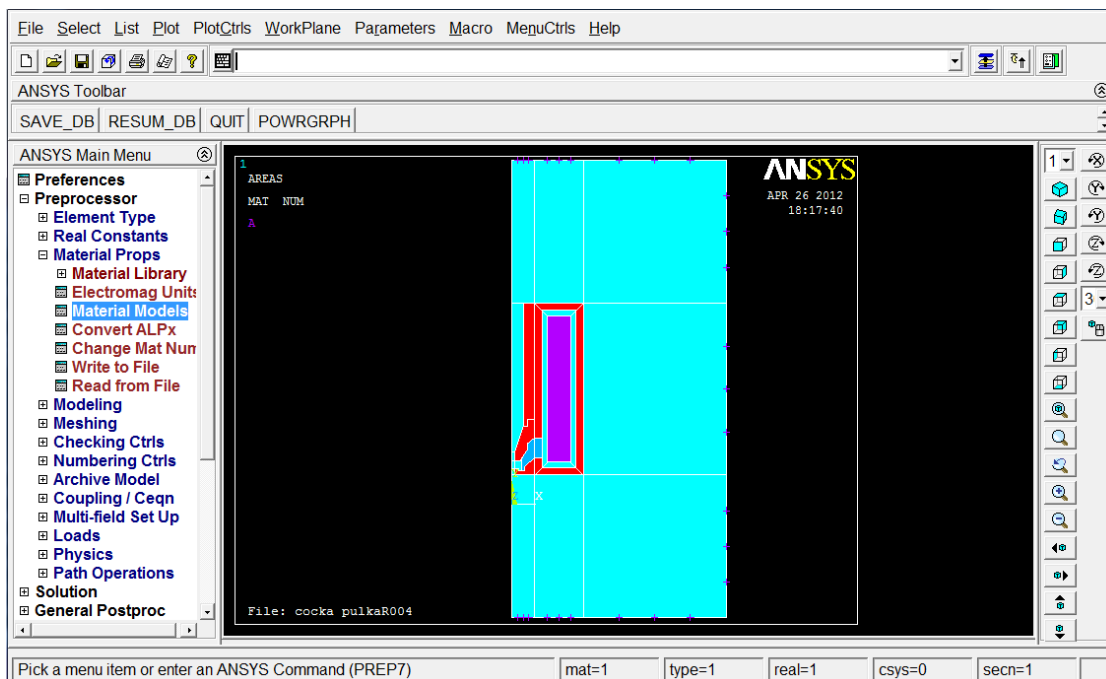 File Select List Plot PlotCtrls WorkPlane Parameters Macro MenuCtrls Help
ANSYS Toolbar
SAVE_DB RESUM_DB QUIT POWRGRPH
ANSYS Main Menu
Preferences
Preprocessor
Element Type
Real Constants
Material Props
Material Library
Electromag Units
Material Models
Convert ALPx
Change Mat Num
Write to File
Read from File
Modeling
Meshing
Checking Ctrls
Numbering Ctrls
Archive Model
Coupling / Ceqn
Multi-field Set Up
Loads
Physics
Path Operations
Solution
General Postproc
1
AREAS
MAT NUM
A
ANSYS
APR 26 2012
18:17:40
Z X
File: cocka pulkaR004
1
3
Pick a menu item or enter an ANSYS Command (PREP7) mat=1 type=1 real=1 csys=0 secn=1